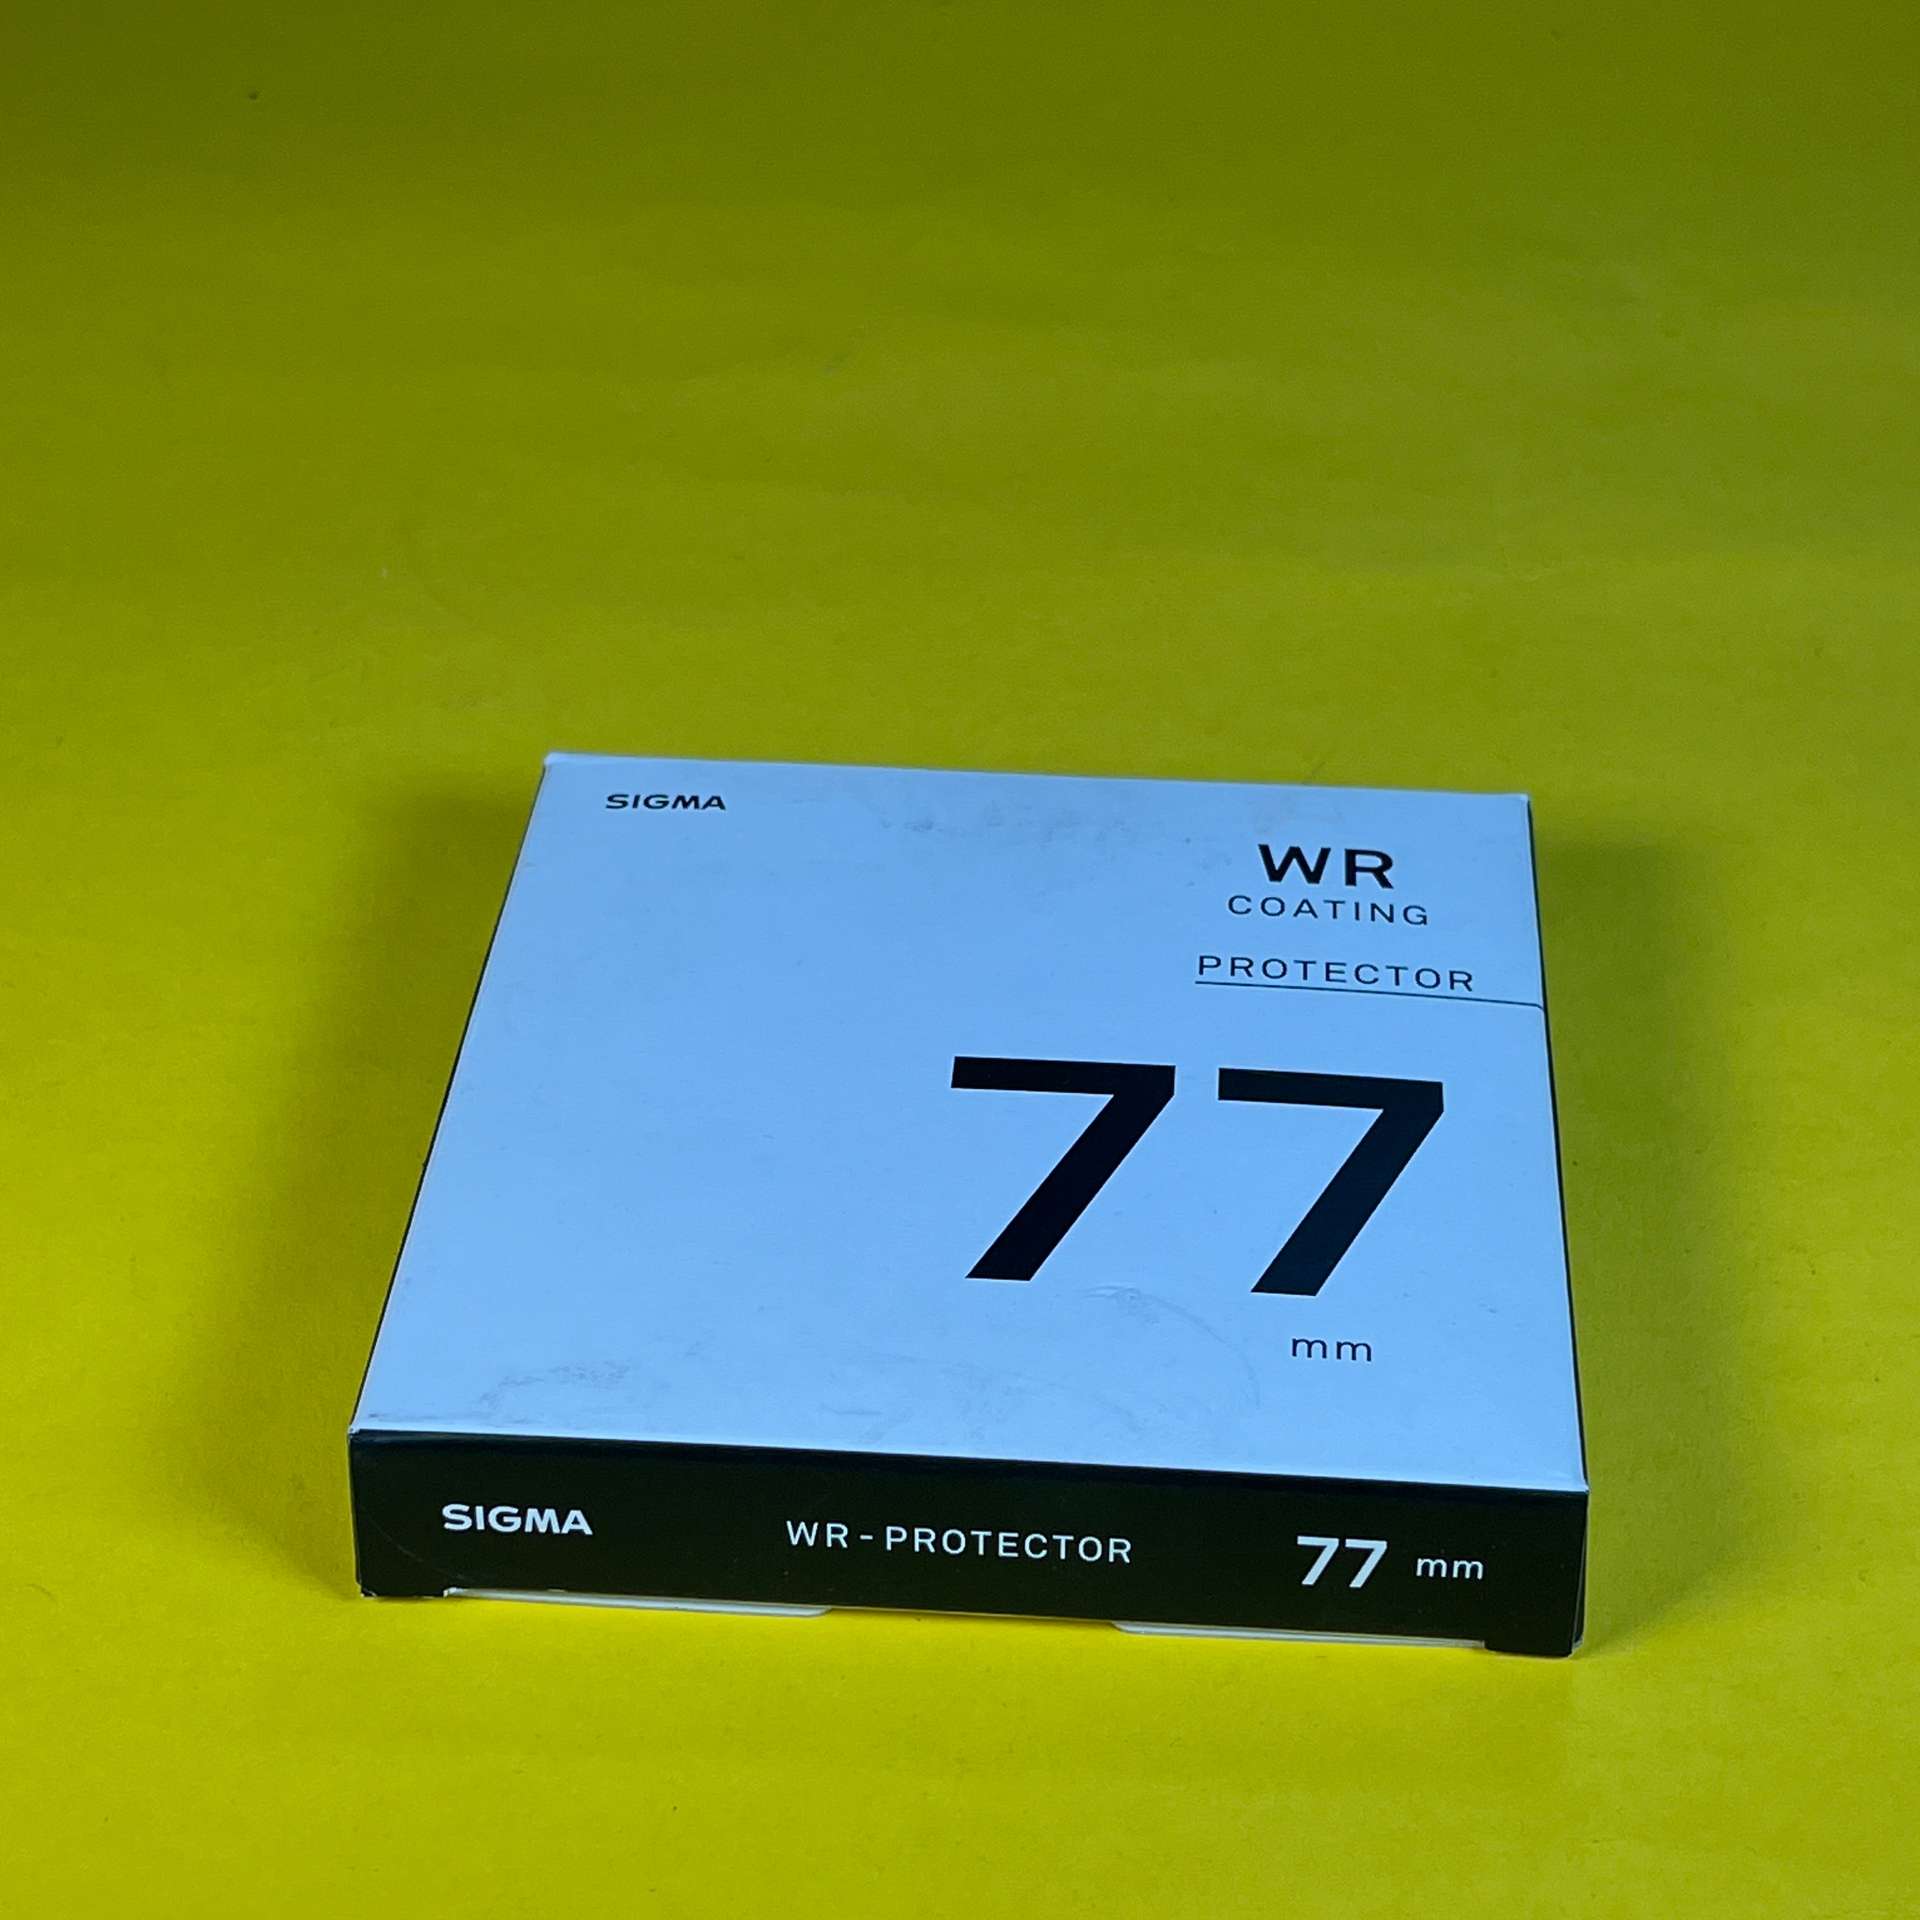 SIGMA
WR
COATING
PROTECTOR
77
mm
SIGMA WR-PROTECTOR 77 mm